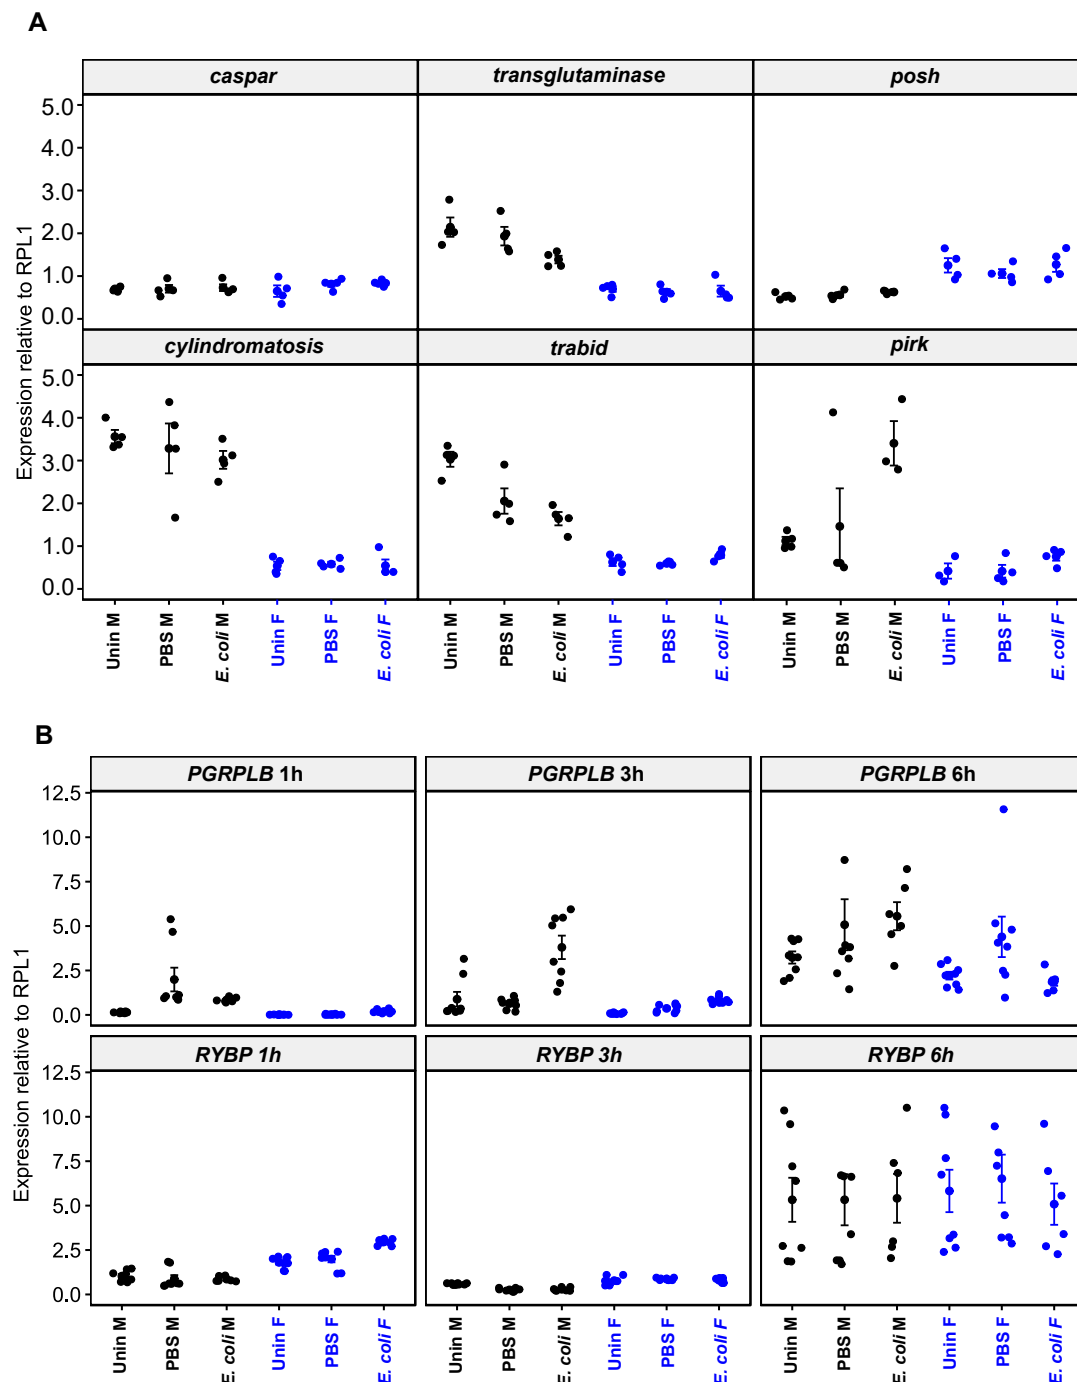 A
caspar transglutaminase posh
5.0
4.0
3.0
2.0
1.0
0.0
cylindromatosis trabid pirk
5.0
4.0
3.0
2.0
1.0
0.0
Expression relative to RPL1
Unin M PBS M E. coli M Unin F PBS F E. coli F Unin M PBS M E. coli M Unin F PBS F E. coli F Unin M PBS M E. coli M Unin F PBS F E. coli F
B
PGRPLB 1h PGRPLB 3h PGRPLB 6h
12.5
10.0
7.5
5.0
2.5
0.0
RYBP 1h RYBP 3h RYBP 6h
12.5
10.0
7.5
5.0
2.5
0.0
Expression relative to RPL1
Unin M PBS M E. coli M Unin F PBS F E. coli F Unin M PBS M E. coli M Unin F PBS F E. coli F Unin M PBS M E. coli M Unin F PBS F E. coli F